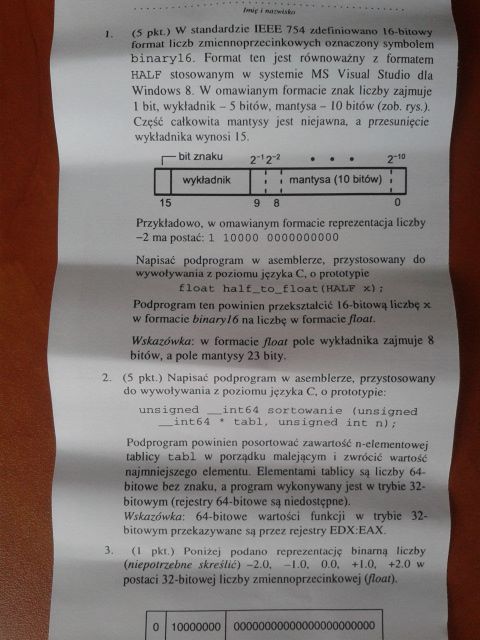 Imię i nazwisko
1. (5 pkt.) W standardzie IEEE 754 zdefiniowano 16-bitowy
format liczb zmiennoprzecinkowych oznaczony symbolem
binary16. Format ten jest równoważny z formatem
HALF stosowanym w systemie MS Visual Studio dla
Windows 8. W omawianym formacie znak liczby zajmuje
1 bit, wykładnik – 5 bitów, mantysa – 10 bitów (zob. rys.).
Część całkowita mantysy jest niejawna, a przesunięcie
wykładnika wynosi 15.
bit znaku 2⁻¹ 2⁻² • • • 2⁻¹⁰
wykładnik mantysa (10 bitów)
15 9 8 0
Przykładowo, w omawianym formacie reprezentacja liczby
–2 ma postać: 1 10000 0000000000
Napisać podprogram w asemblerze, przystosowany do
wywoływania z poziomu języka C, o prototypie
float half_to_float(HALF x);
Podprogram ten powinien przekształcić 16-bitową liczbę x
w formacie binary16 na liczbę w formacie float.
Wskazówka: w formacie float pole wykładnika zajmuje 8
bitów, a pole mantysy 23 bity.
2. (5 pkt.) Napisać podprogram w asemblerze, przystosowany
do wywoływania z poziomu języka C, o prototypie:
unsigned __int64 sortowanie (unsigned
__int64 * tabl, unsigned int n);
Podprogram powinien posortować zawartość n-elementowej
tablicy tabl w porządku malejącym i zwrócić wartość
najmniejszego elementu. Elementami tablicy są liczby 64-
bitowe bez znaku, a program wykonywany jest w trybie 32-
bitowym (rejestry 64-bitowe są niedostępne).
Wskazówka: 64-bitowe wartości funkcji w trybie 32-
bitowym przekazywane są przez rejestry EDX:EAX.
3. (1 pkt.) Poniżej podano reprezentację binarną liczby
(niepotrzebne skreślić) –2.0, –1.0, 0.0, +1.0, +2.0 w
postaci 32-bitowej liczby zmiennoprzecinkowej (float).
0 10000000 00000000000000000000000